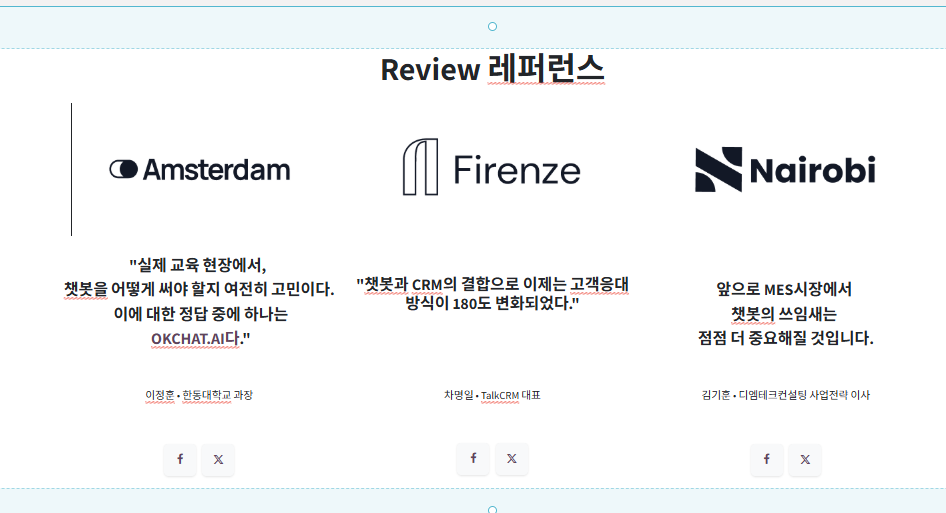 Review 레퍼런스
Amsterdam
Firenze
Nairobi
"실제 교육 현장에서,
챗봇을 어떻게 써야 할지 여전히 고민이다.
이에 대한 정답 중에 하나는
OKCHAT.AI다."
"챗봇과 CRM의 결합으로 이제는 고객응대
방식이 180도 변화되었다."
앞으로 MES시장에서
챗봇의 쓰임새는
점점 더 중요해질 것입니다.
이정훈 • 한동대학교 과장
차명일 • TalkCRM 대표
김기훈 • 디엠테크컨설팅 사업전략 이사